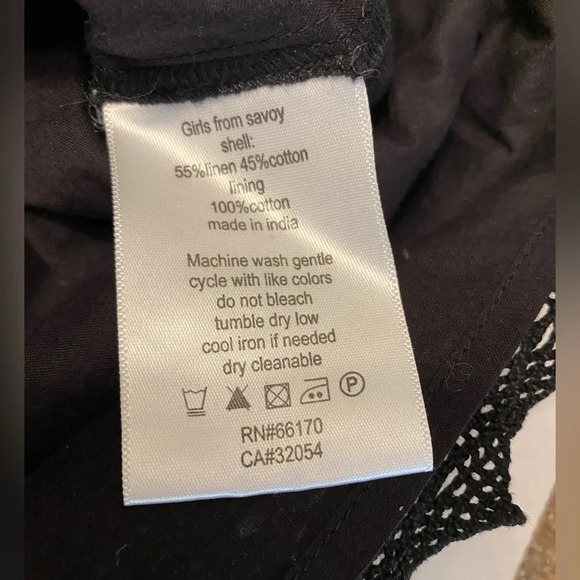 Girls from savoy
shell:
55%linen 45%cotton
lining
100%cotton
made in india
Machine wash gentle
cycle with like colors
do not bleach
tumble dry low
cool iron if needed
dry cleanable
P
RN#66170
CA#32054